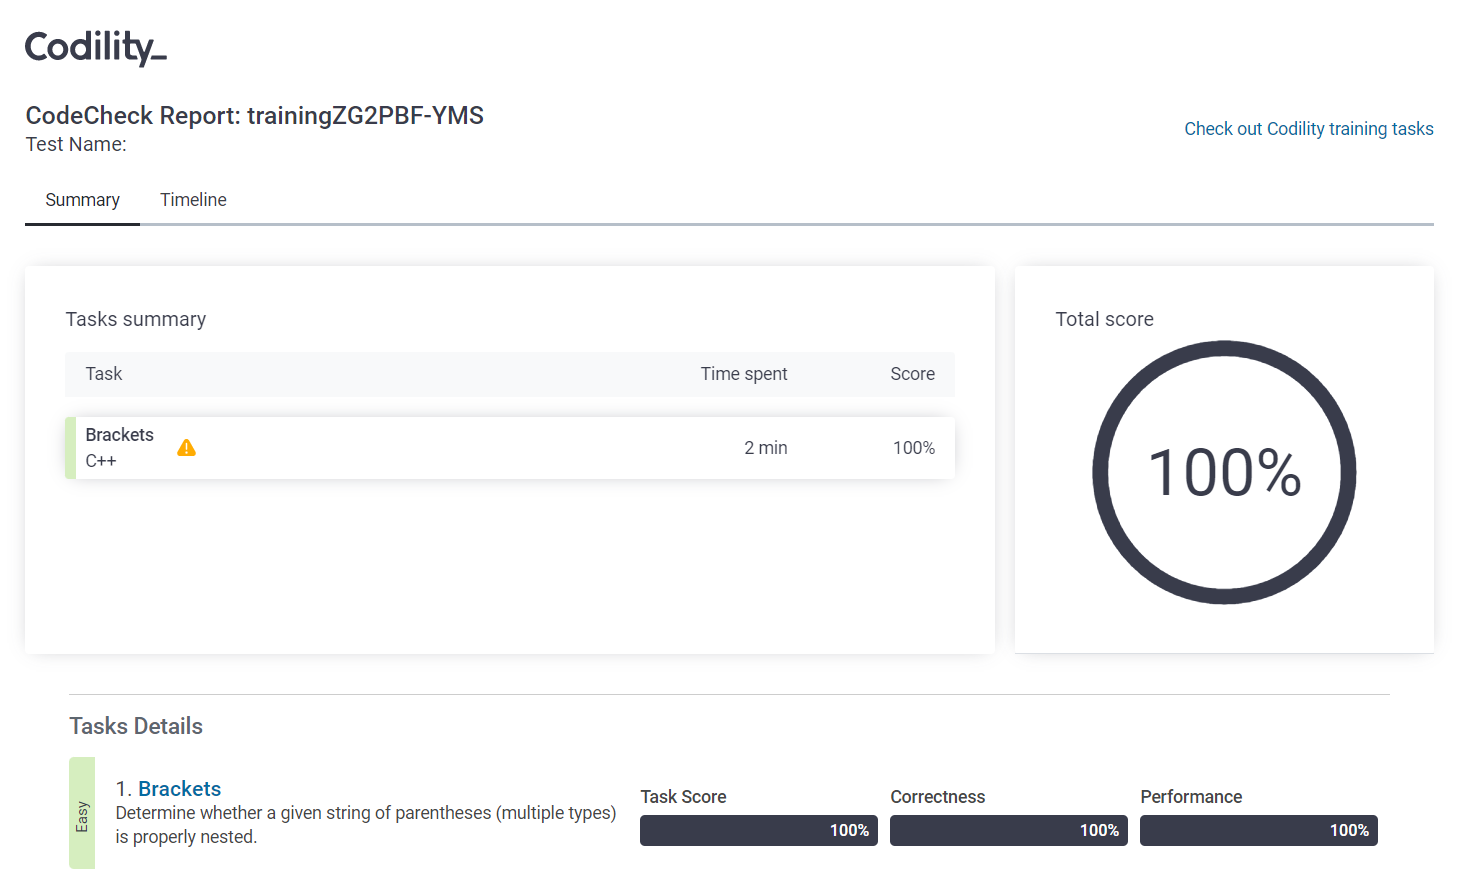 Codility_
CodeCheck Report: trainingZG2PBF-YMS
Test Name:
Check out Codility training tasks
Summary Timeline
Tasks summary
Task Time spent Score
Brackets
C++
2 min 100%
Total score
100%
Tasks Details
Easy
1. Brackets
Determine whether a given string of parentheses (multiple types)
is properly nested.
Task Score
100%
Correctness
100%
Performance
100%